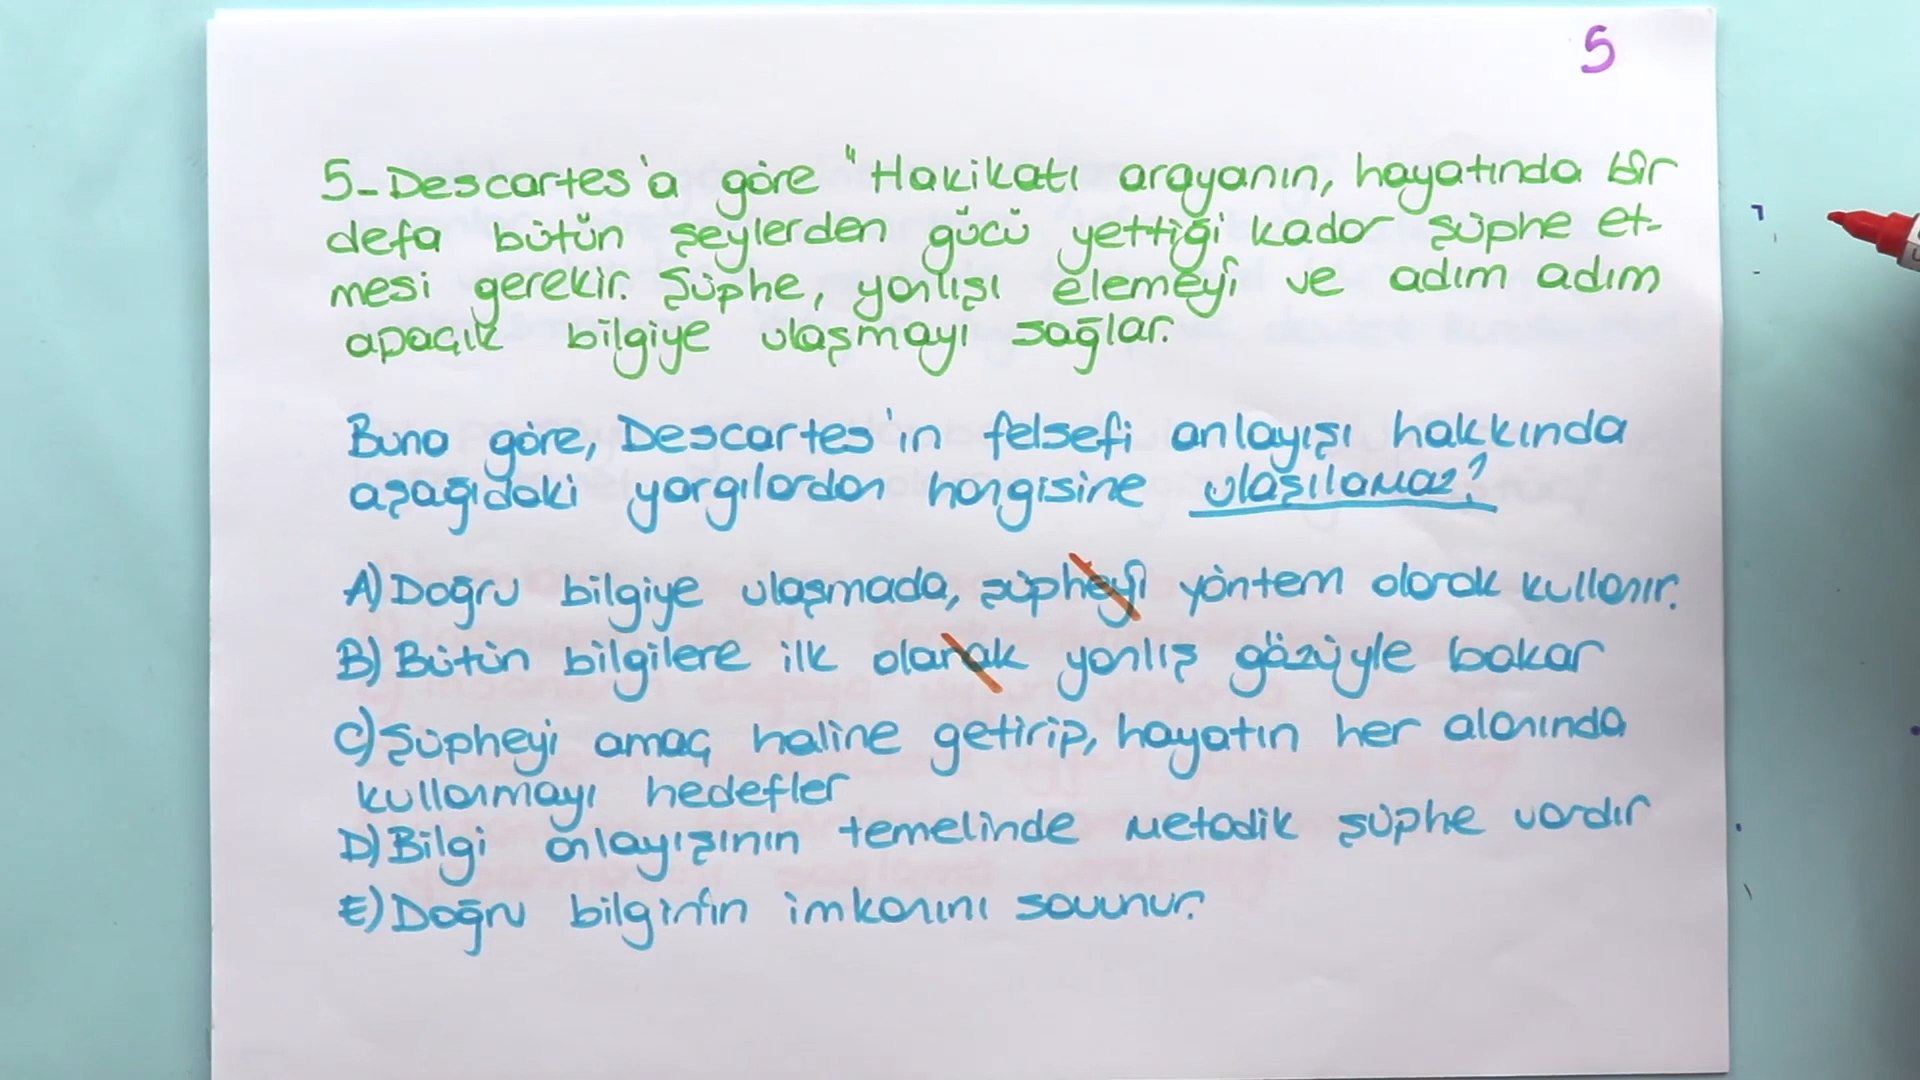 5
5-Descartes'a göre "Hakikatı arayanın, hayatında bir
defa bütün şeylerden gücü yettiği kadar şüphe et-
mesi gerekir. Şüphe, yanlışı elemeyi ve adım adım
apaçık bilgiye ulaşmayı sağlar.
Buna göre, Descartes'ın felsefi anlayışı hakkında
aşağıdaki yargılardan hangisine ulaşılamaz?
A) Doğru bilgiye ulaşmada, şüpheyi yöntem olarak kullanır.
B) Bütün bilgilere ilk olarak yanlış gözüyle bakar
C) Şüpheyi amaç haline getirip, hayatın her alanında
kullanmayı hedefler
D) Bilgi anlayışının temelinde metodik şüphe vardır
E) Doğru bilginin imkanını savunur.